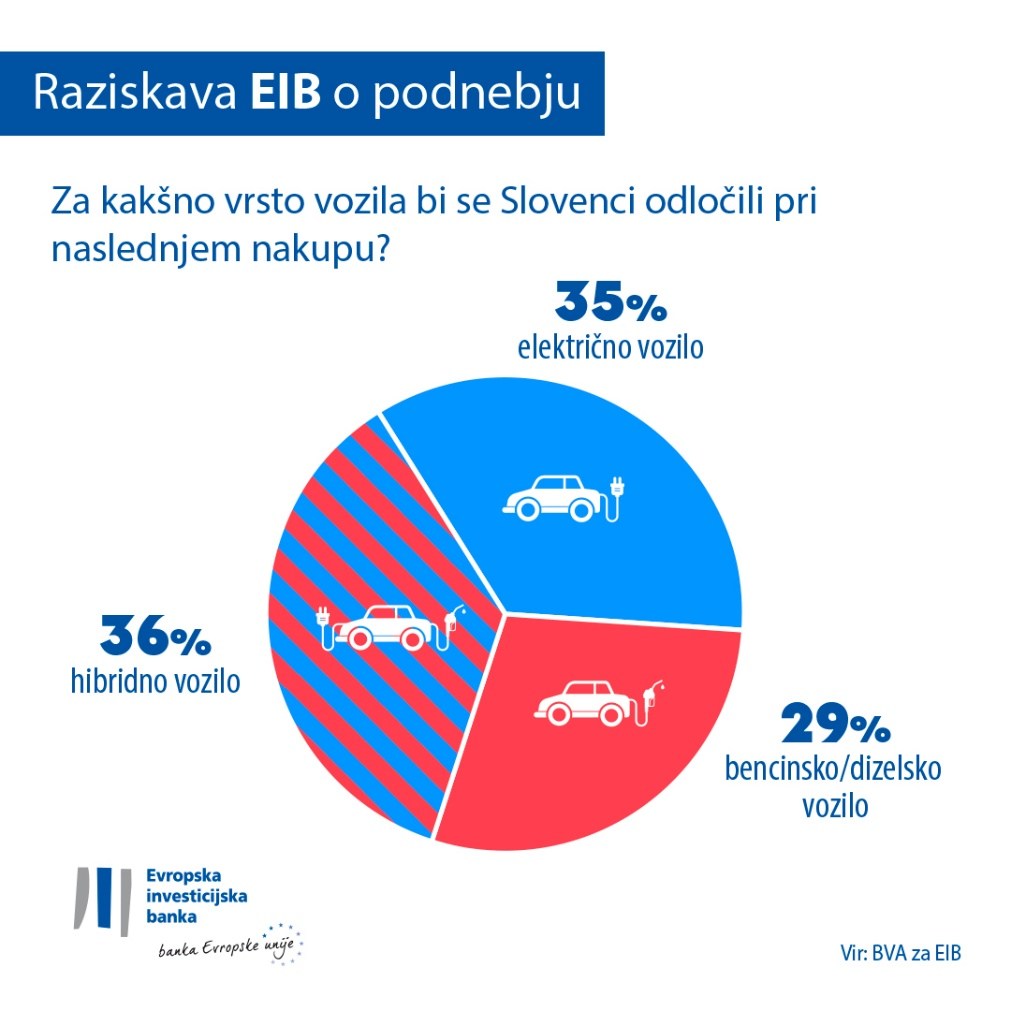 Raziskava EIB o podnebju
Za kakšno vrsto vozila bi se Slovenci odločili pri
naslednjem nakupu?
35%
električno vozilo
36%
hibridno vozilo
29%
bencinsko/dizelsko
vozilo
Evropska
investicijska
banka
banka Evropske unije
Vir: BVA za EIB